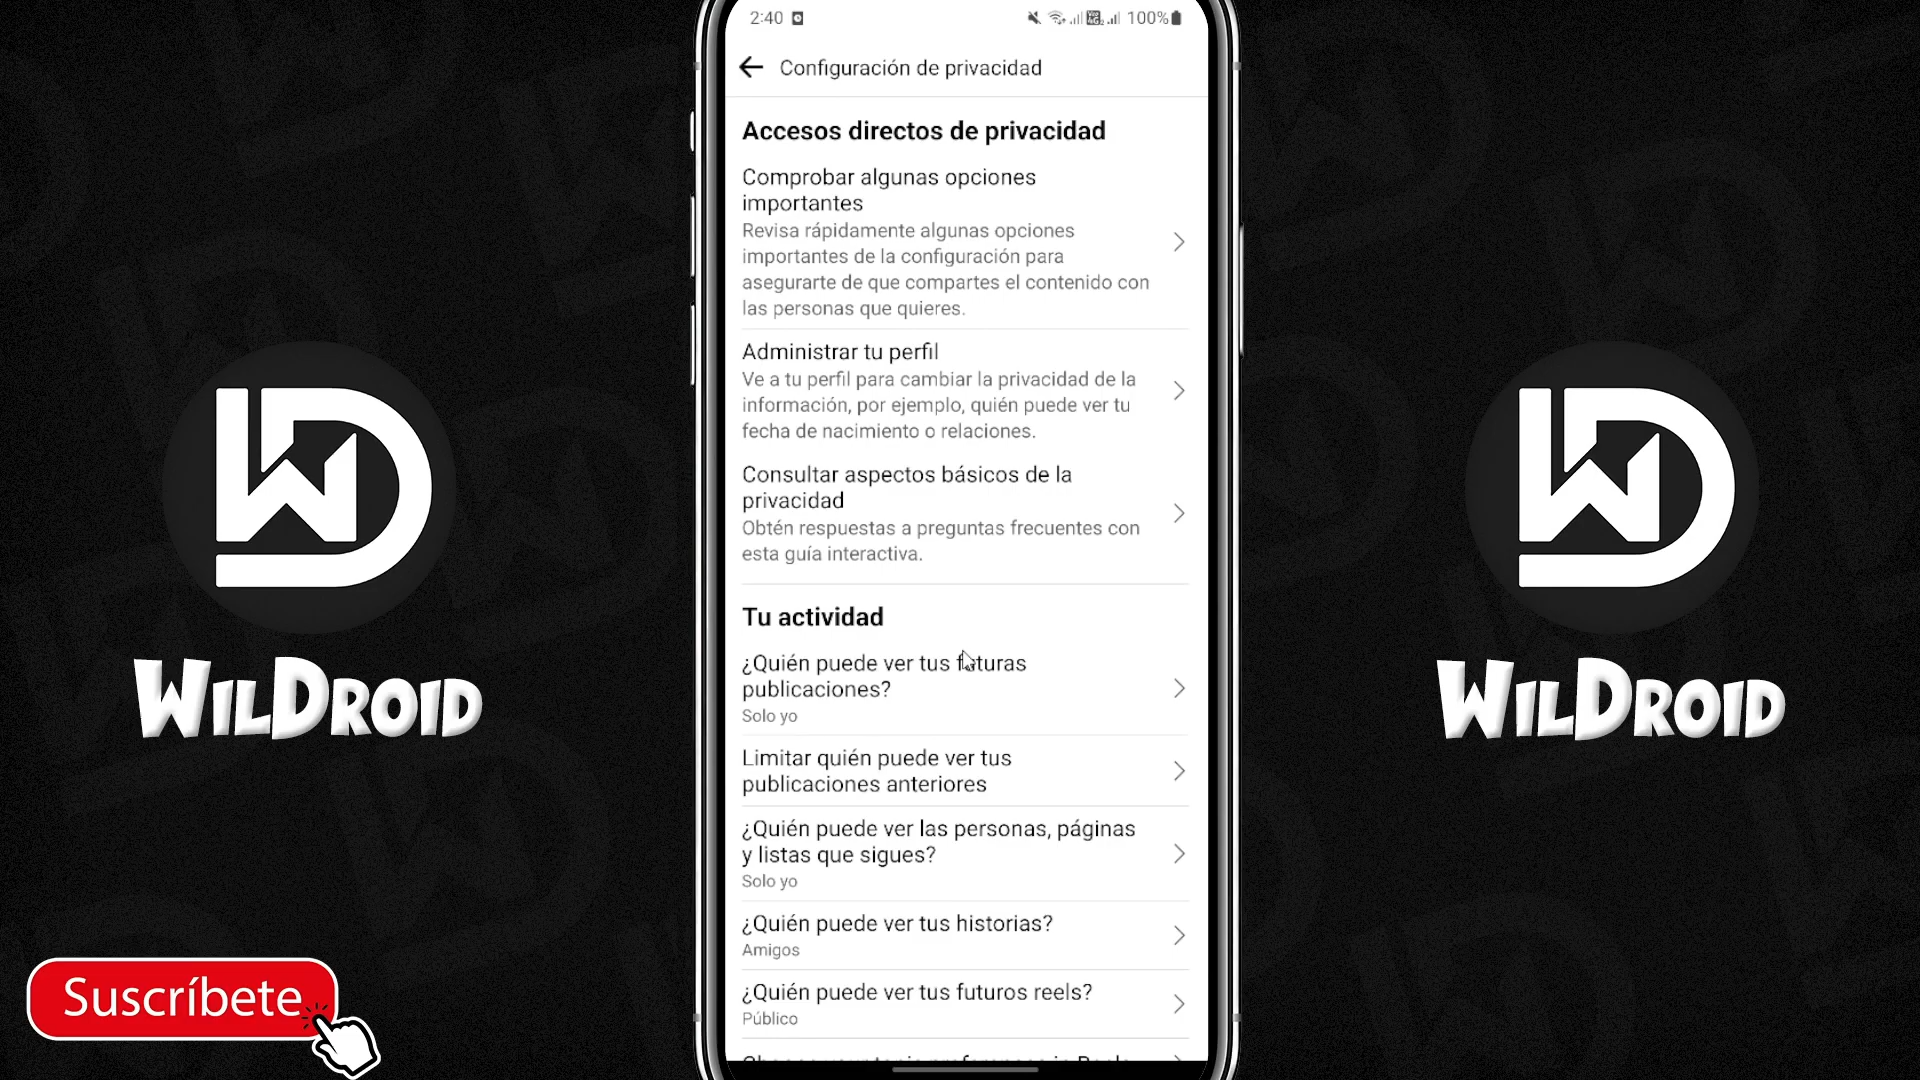 2:40
100%
Configuración de privacidad
Accesos directos de privacidad
Comprobar algunas opciones
importantes
Revisa rápidamente algunas opciones
importantes de la configuración para
asegurarte de que compartes el contenido con
las personas que quieres.
Administrar tu perfil
Ve a tu perfil para cambiar la privacidad de la
información, por ejemplo, quién puede ver tu
fecha de nacimiento o relaciones.
Consultar aspectos básicos de la
privacidad
Obtén respuestas a preguntas frecuentes con
esta guía interactiva.
Tu actividad
¿Quién puede ver tus futuras
publicaciones?
Solo yo
Limitar quién puede ver tus
publicaciones anteriores
¿Quién puede ver las personas, páginas
y listas que sigues?
Solo yo
¿Quién puede ver tus historias?
Amigos
¿Quién puede ver tus futuros reels?
Público
WD
WILDROID
WD
WILDROID
Suscríbete